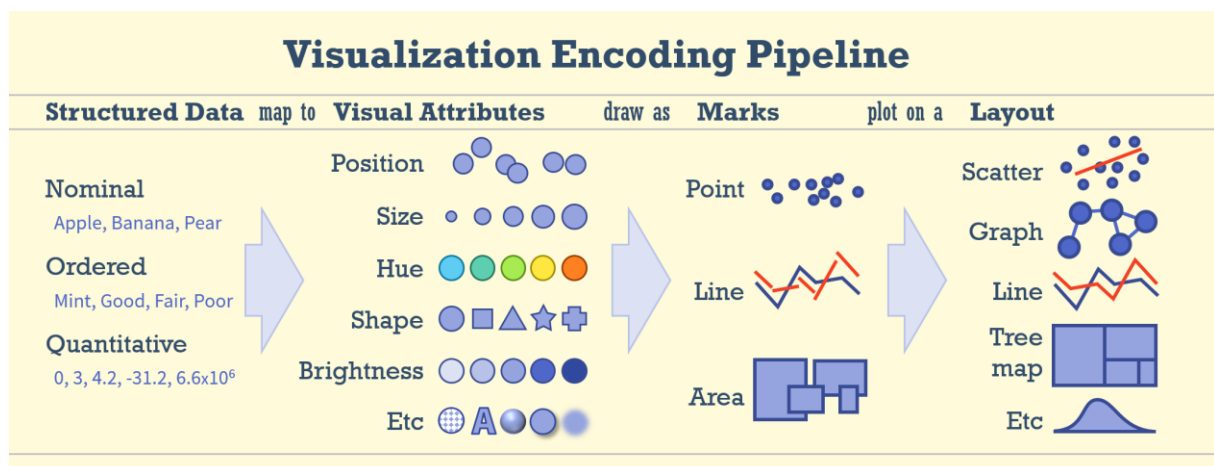 Visualization Encoding Pipeline
Structured Data map to Visual Attributes draw as Marks plot on a Layout
Nominal
Apple, Banana, Pear
Ordered
Mint, Good, Fair, Poor
Quantitative
0, 3, 4.2, -31.2, 6.6x10⁶
Position
Size
Hue
Shape
Brightness
Etc A
Point
Line
Area
Scatter
Graph
Line
Tree
map
Etc